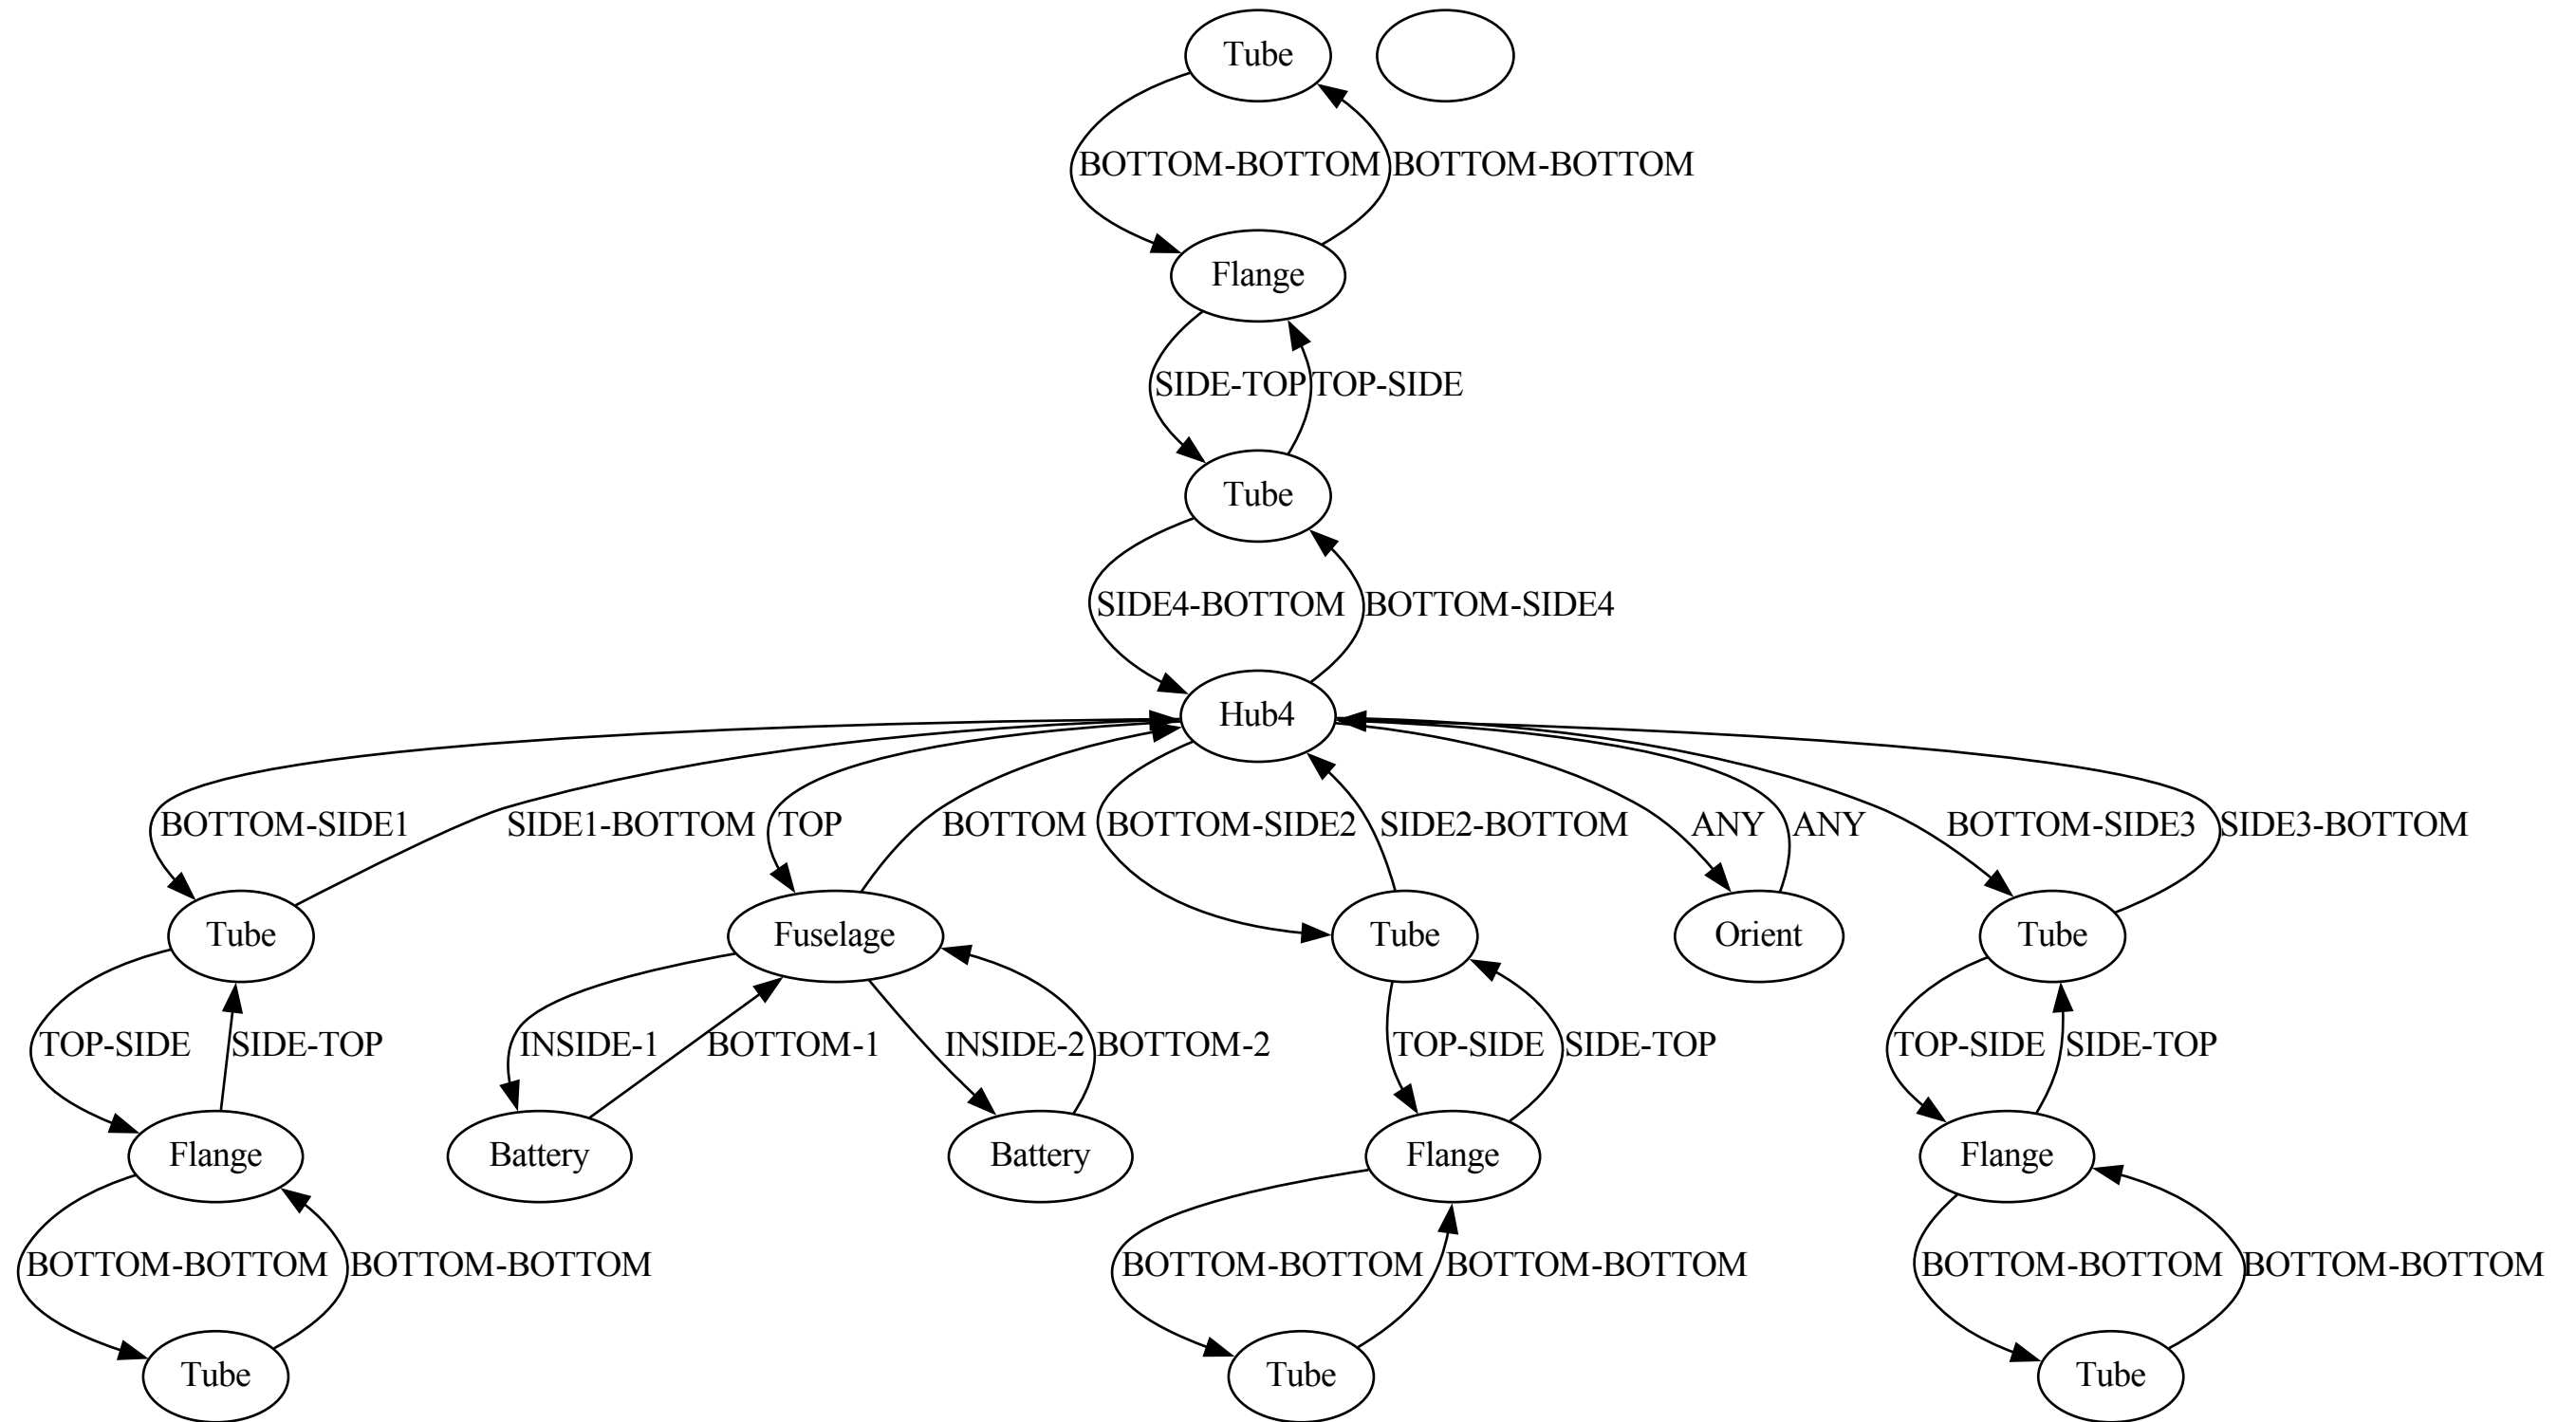 Tube
BOTTOM-BOTTOM BOTTOM-BOTTOM
Flange
SIDE-TOP TOP-SIDE
Tube
SIDE4-BOTTOM BOTTOM-SIDE4
Hub4
BOTTOM-SIDE1 SIDE1-BOTTOM TOP BOTTOM BOTTOM-SIDE2 SIDE2-BOTTOM ANY ANY BOTTOM-SIDE3 SIDE3-BOTTOM
Tube Fuselage Tube Orient Tube
TOP-SIDE SIDE-TOP INSIDE-1 BOTTOM-1 INSIDE-2 BOTTOM-2 TOP-SIDE SIDE-TOP TOP-SIDE SIDE-TOP
Flange Battery Battery Flange Flange
BOTTOM-BOTTOM BOTTOM-BOTTOM BOTTOM-BOTTOM BOTTOM-BOTTOM BOTTOM-BOTTOM BOTTOM-BOTTOM
Tube Tube Tube